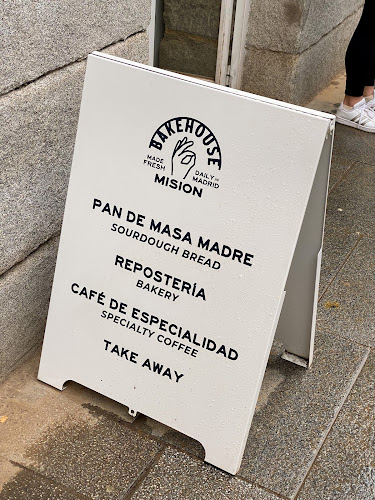 BAKEHOUSE
MADE FRESH
DAILY IN MADRID
MISION
PAN DE MASA MADRE
SOURDOUGH BREAD
REPOSTERÍA
BAKERY
CAFÉ DE ESPECIALIDAD
SPECIALTY COFFEE
TAKE AWAY